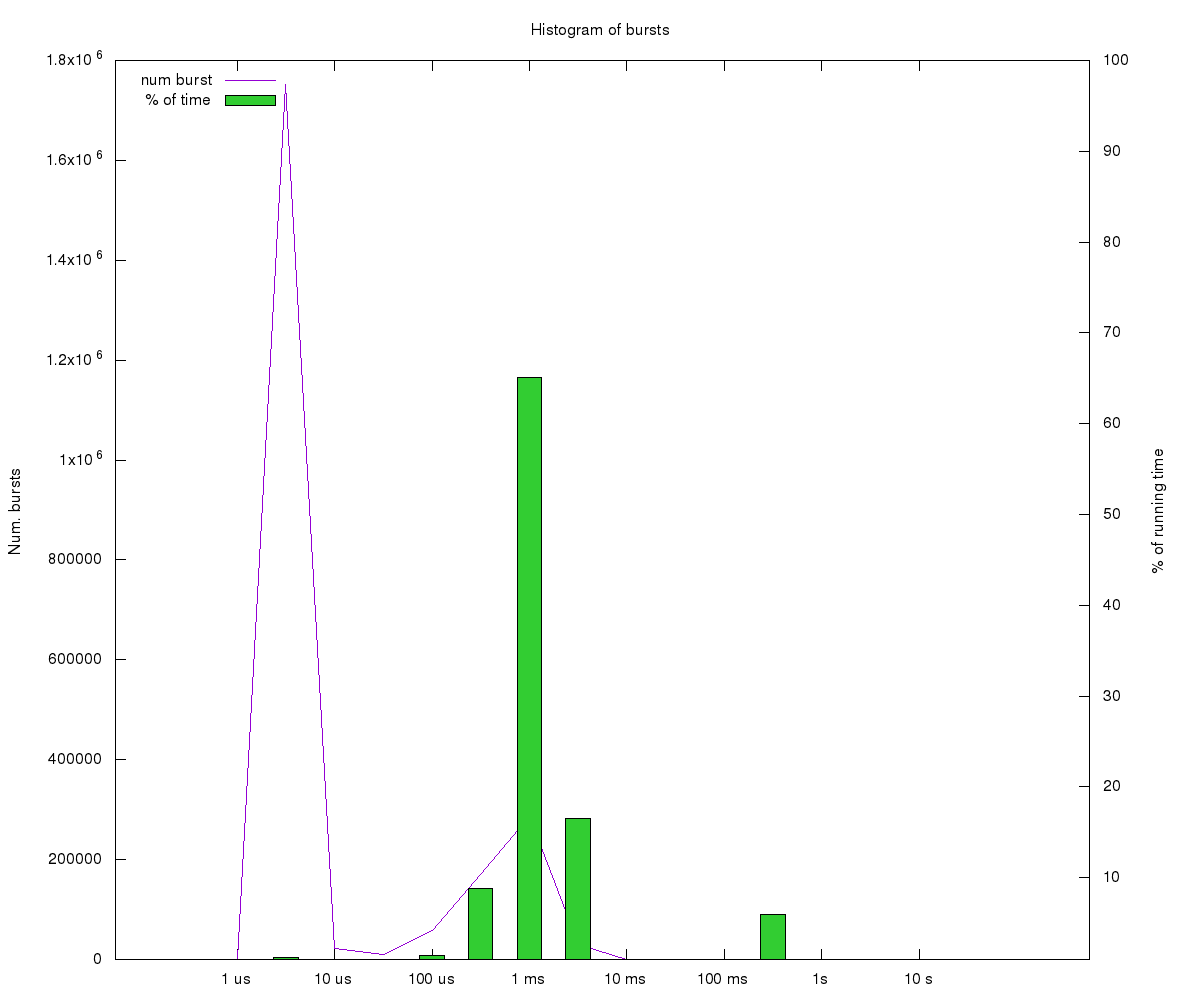 Histogram of bursts
num burst
% of time
1.8x10 6
1.6x10 6
1.4x10 6
1.2x10 6
1x10 6
800000
600000
400000
200000
0
Num. bursts
100
90
80
70
60
50
40
30
20
10
% of running time
1 us
10 us
100 us
1 ms
10 ms
100 ms
1s
10 s